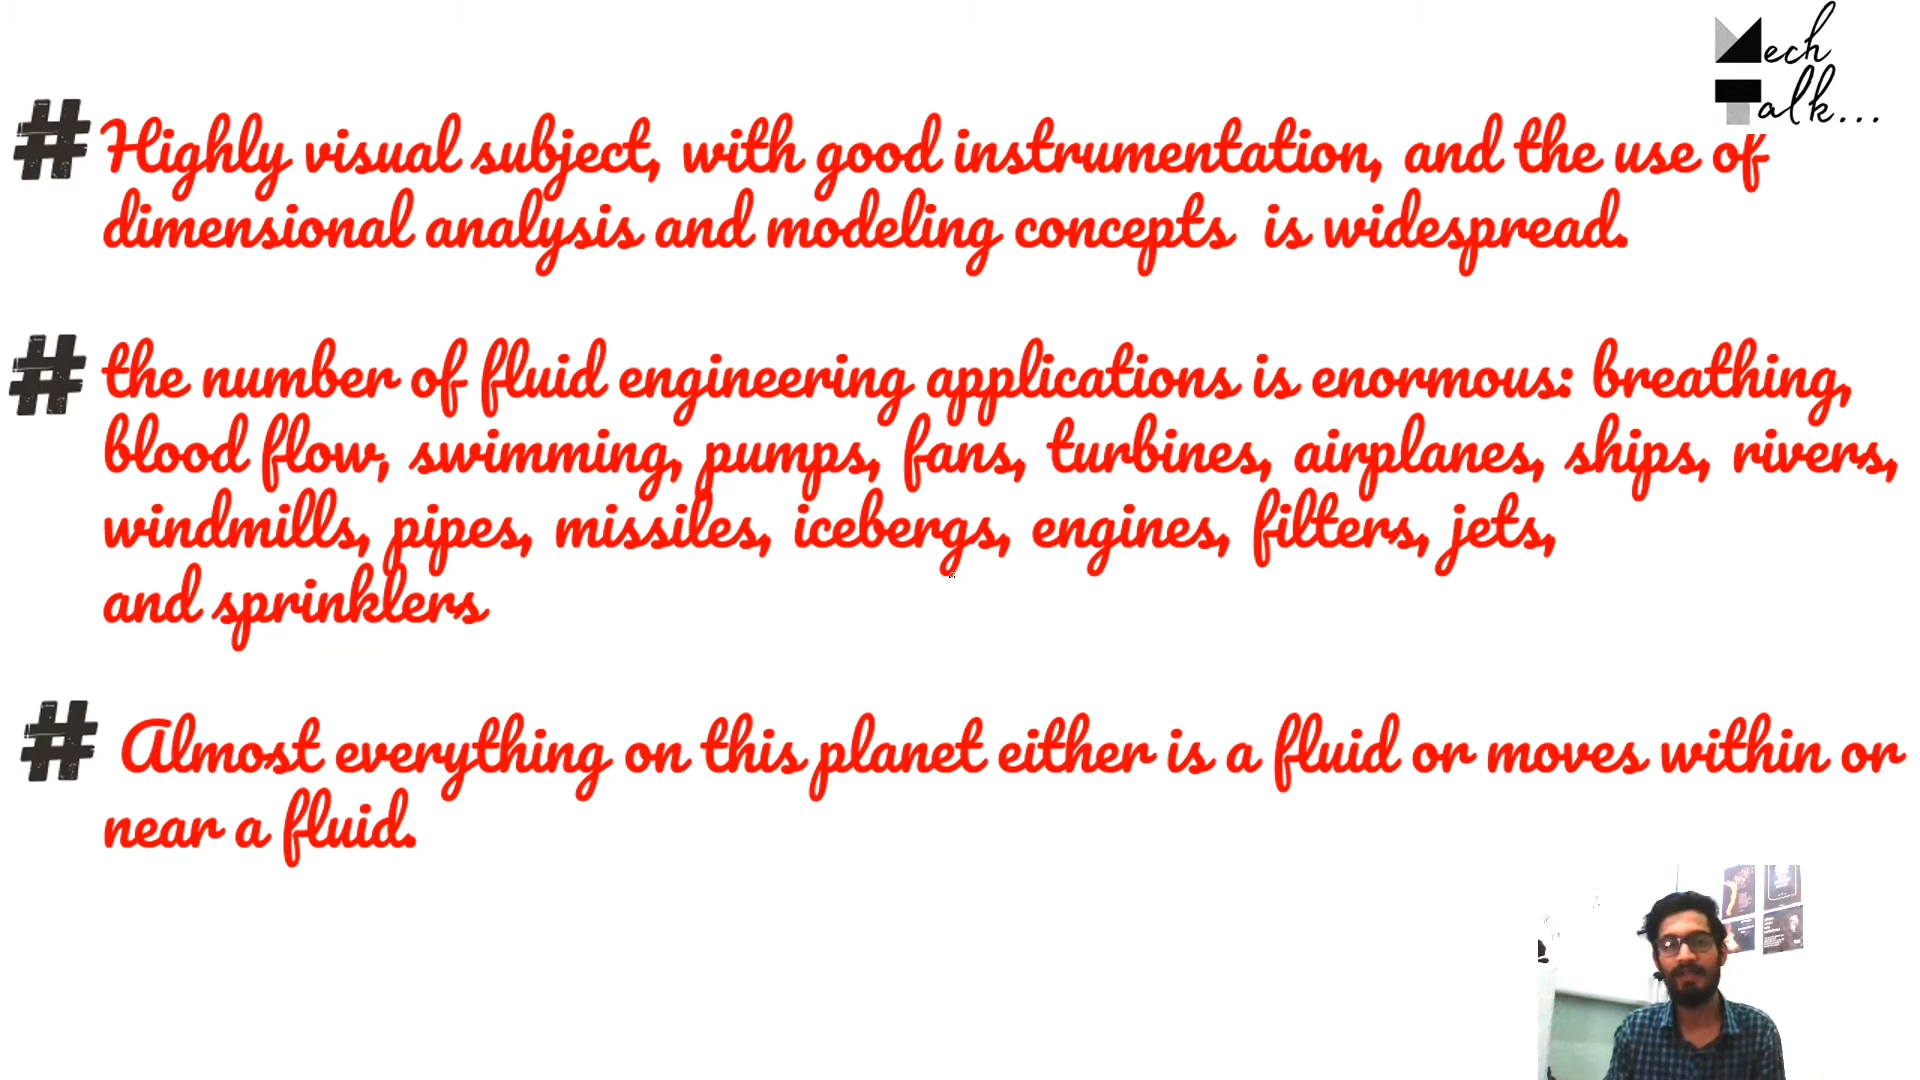 Mech
Talk...
# Highly visual subject, with good instrumentation, and the use of
dimensional analysis and modeling concepts is widespread.
# the number of fluid engineering applications is enormous: breathing,
blood flow, swimming, pumps, fans, turbines, airplanes, ships, rivers,
windmills, pipes, missiles, icebergs, engines, filters, jets,
and sprinklers
# Almost everything on this planet either is a fluid or moves within or
near a fluid.